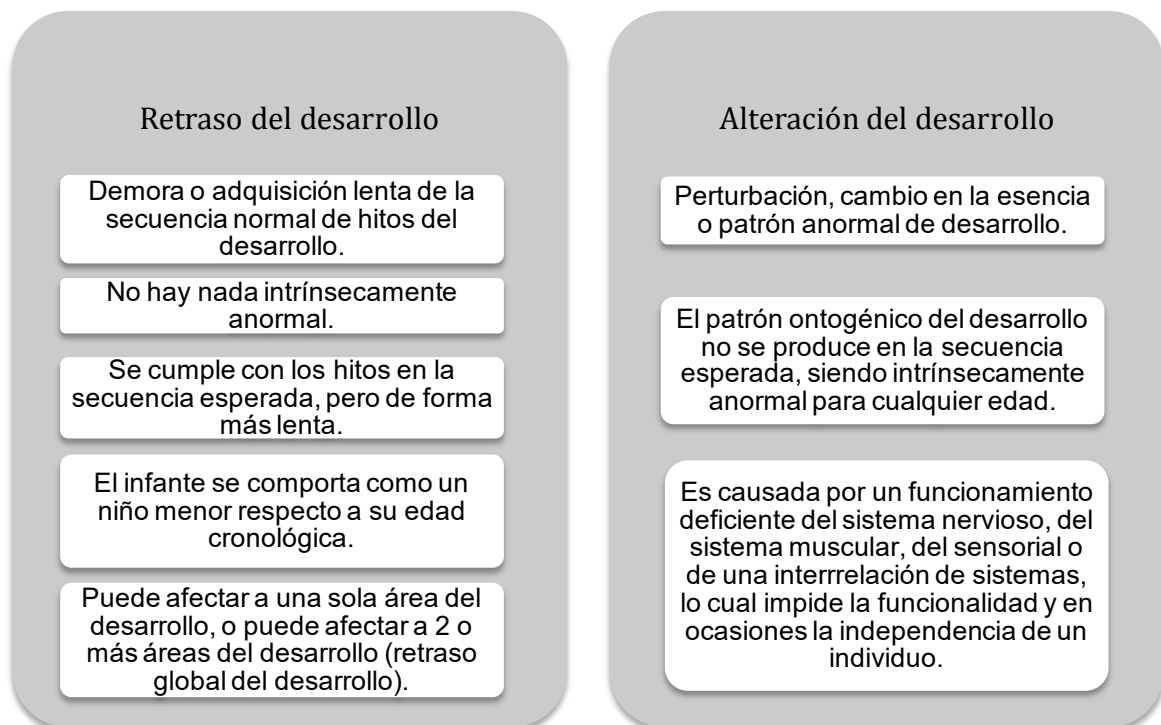 Retraso del desarrollo
Demora o adquisición lenta de la
secuencia normal de hitos del
desarrollo.
No hay nada intrínsecamente
anormal.
Se cumple con los hitos en la
secuencia esperada, pero de forma
más lenta.
El infante se comporta como un
niño menor respecto a su edad
cronológica.
Puede afectar a una sola área del
desarrollo, o puede afectar a 2 o
más áreas del desarrollo (retraso
global del desarrollo).
Alteración del desarrollo
Perturbación, cambio en la esencia
o patrón anormal de desarrollo.
El patrón ontogénico del desarrollo
no se produce en la secuencia
esperada, siendo intrínsecamente
anormal para cualquier edad.
Es causada por un funcionamiento
deficiente del sistema nervioso, del
sistema muscular, del sensorial o
de una interrrelación de sistemas,
lo cual impide la funcionalidad y en
ocasiones la independencia de un
individuo.